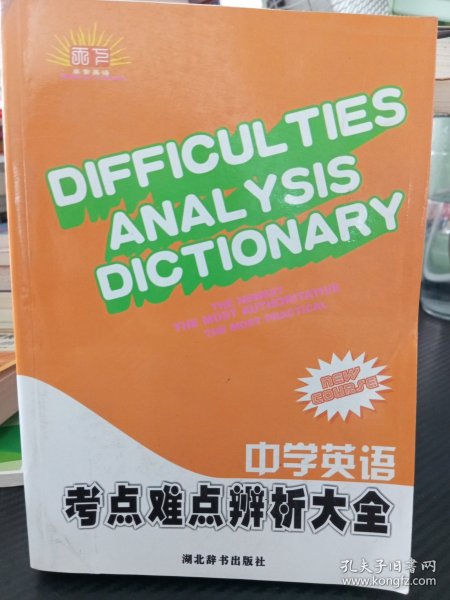 DIFFICULTIES
ANALYSIS
DICTIONARY
THE NEWEST
THE MOST AUTHORITATIVE
THE MOST PRACTICAL
NEW
COURSE
中学英语
考点难点辨析大全
湖北辞书出版社
孔夫子旧书网
www.kongfz.com